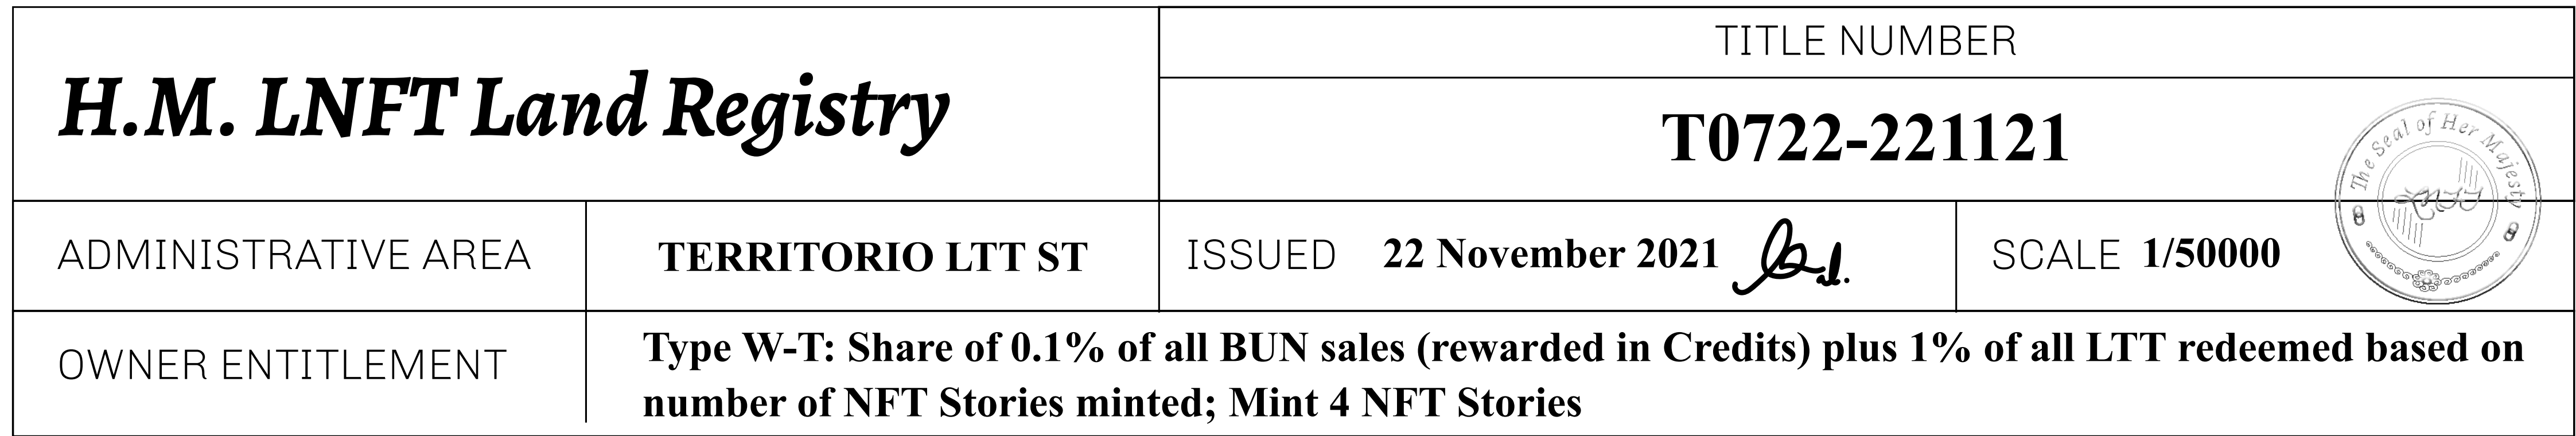 H.M. LNFT Land Registry
TITLE NUMBER
T0722-221121
The Seal of Her Majesty
ADMINISTRATIVE AREA
TERRITORIO LTT ST
ISSUED 22 November 2021
SCALE 1/50000
OWNER ENTITLEMENT
Type W-T: Share of 0.1% of all BUN sales (rewarded in Credits) plus 1% of all LTT redeemed based on
number of NFT Stories minted; Mint 4 NFT Stories